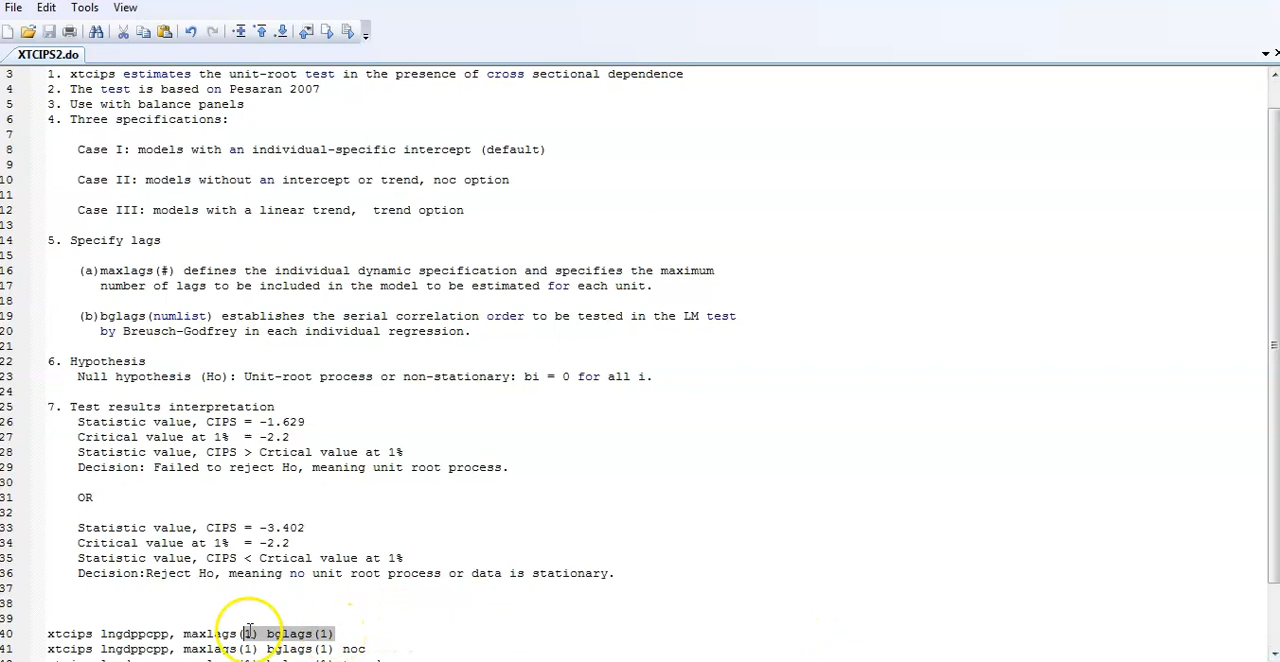 File Edit Tools View
XTCIPS2.do
3 1. xtcips estimates the unit-root test in the presence of cross sectional dependence
4 2. The test is based on Pesaran 2007
5 3. Use with balance panels
6 4. Three specifications:
7
8 Case I: models with an individual-specific intercept (default)
9
10 Case II: models without an intercept or trend, noc option
11
12 Case III: models with a linear trend, trend option
13
14 5. Specify lags
15
16 (a)maxlags(#) defines the individual dynamic specification and specifies the maximum
17 number of lags to be included in the model to be estimated for each unit.
18
19 (b)bglags(numlist) establishes the serial correlation order to be tested in the LM test
20 by Breusch-Godfrey in each individual regression.
21
22 6. Hypothesis
23 Null hypothesis (Ho): Unit-root process or non-stationary: bi = 0 for all i.
24
25 7. Test results interpretation
26 Statistic value, CIPS = -1.629
27 Critical value at 1% = -2.2
28 Statistic value, CIPS > Crtical value at 1%
29 Decision: Failed to reject Ho, meaning unit root process.
30
31 OR
32
33 Statistic value, CIPS = -3.402
34 Critical value at 1% = -2.2
35 Statistic value, CIPS < Crtical value at 1%
36 Decision:Reject Ho, meaning no unit root process or data is stationary.
37
38
39
40 xtcips lngdppcpp, maxlags(1) bglags(1)
41 xtcips lngdppcpp, maxlags(1) bglags(1) noc